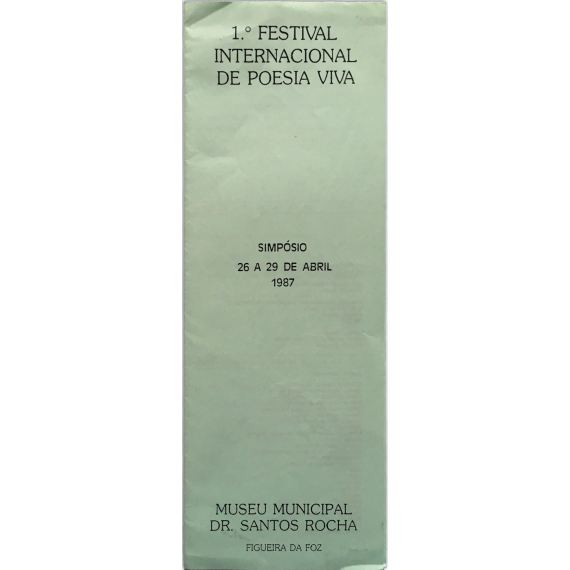 1.º FESTIVAL
INTERNACIONAL
DE POESIA VIVA
SIMPÓSIO
26 A 29 DE ABRIL
1987
MUSEU MUNICIPAL
DR. SANTOS ROCHA
FIGUEIRA DA FOZ